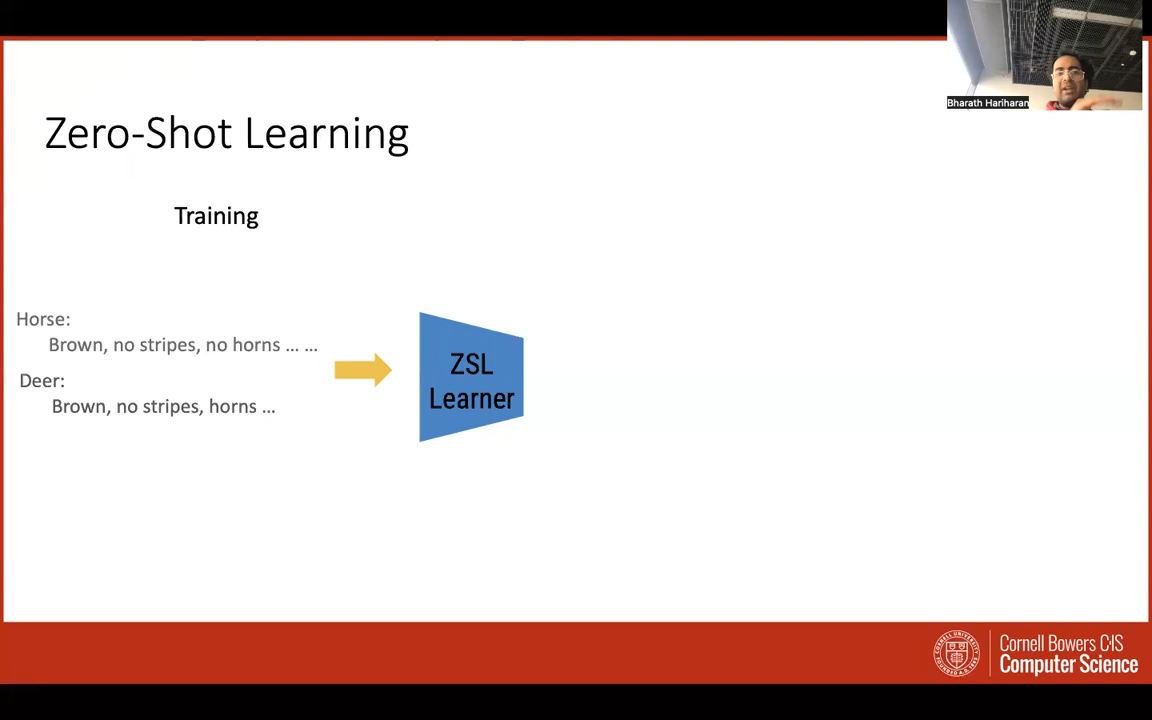 Bharath Hariharan
Zero-Shot Learning
Training
Horse:
Brown, no stripes, no horns ... ...
Deer:
Brown, no stripes, horns ...
ZSL
Learner
Cornell Bowers C·IS
Computer Science